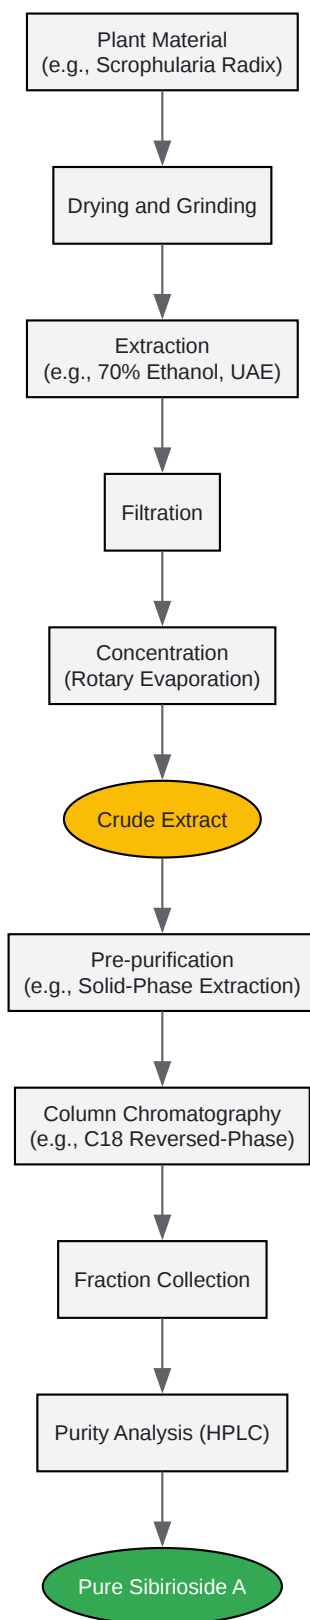 Plant Material
(e.g., Scrophularia Radix)
Drying and Grinding
Extraction
(e.g., 70% Ethanol, UAE)
Filtration
Concentration
(Rotary Evaporation)
Crude Extract
Pre-purification
(e.g., Solid-Phase Extraction)
Column Chromatography
(e.g., C18 Reversed-Phase)
Fraction Collection
Purity Analysis (HPLC)
Pure Sibirioside A